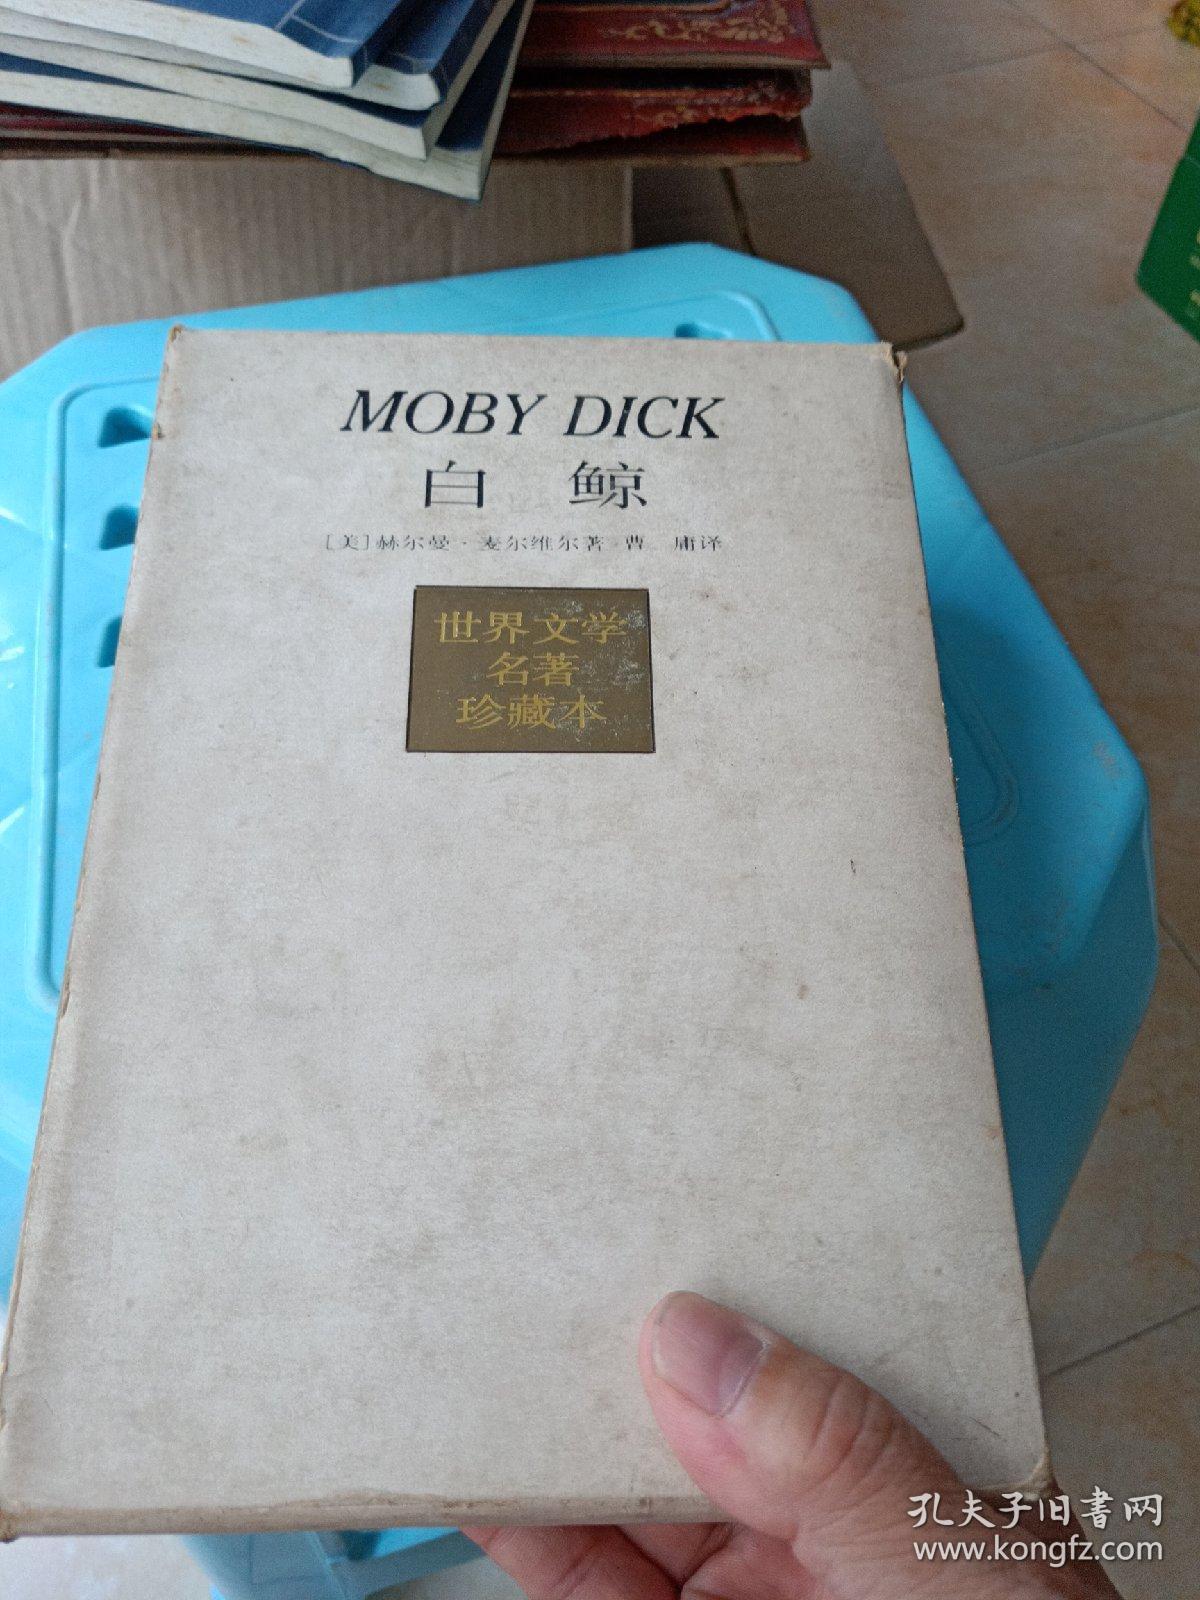 MOBY DICK
白 鲸
[美]赫尔曼·麦尔维尔著 曹 庸译
世界文学
名著
珍藏本
孔夫子旧书网
www.kongfz.com